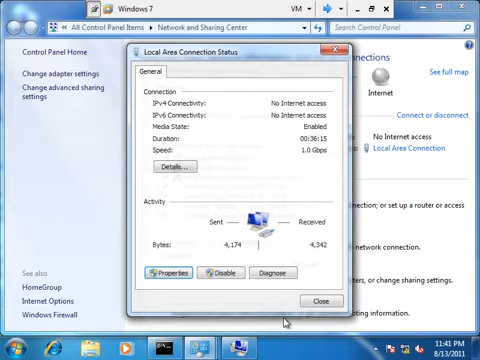 Windows 7
VM
All Control Panel Items
Network and Sharing Center
Search Control Panel
Control Panel Home
Change adapter settings
Change advanced sharing
settings
Local Area Connection Status
General
Connection
IPv4 Connectivity: No Internet access
IPv6 Connectivity: No Internet access
Media State: Enabled
Duration: 00:36:15
Speed: 1.0 Gbps
Details...
Activity
Sent
Received
Bytes: 4,174 4,342
Properties
Disable
Diagnose
Close
onnections
See full map
Internet
Connect or disconnect
No Internet access
Local Area Connection
ion; or set up a router or access
network connection.
ters, or change sharing settings.
ooting information.
See also
HomeGroup
Internet Options
Windows Firewall
11:41 PM
8/13/2011